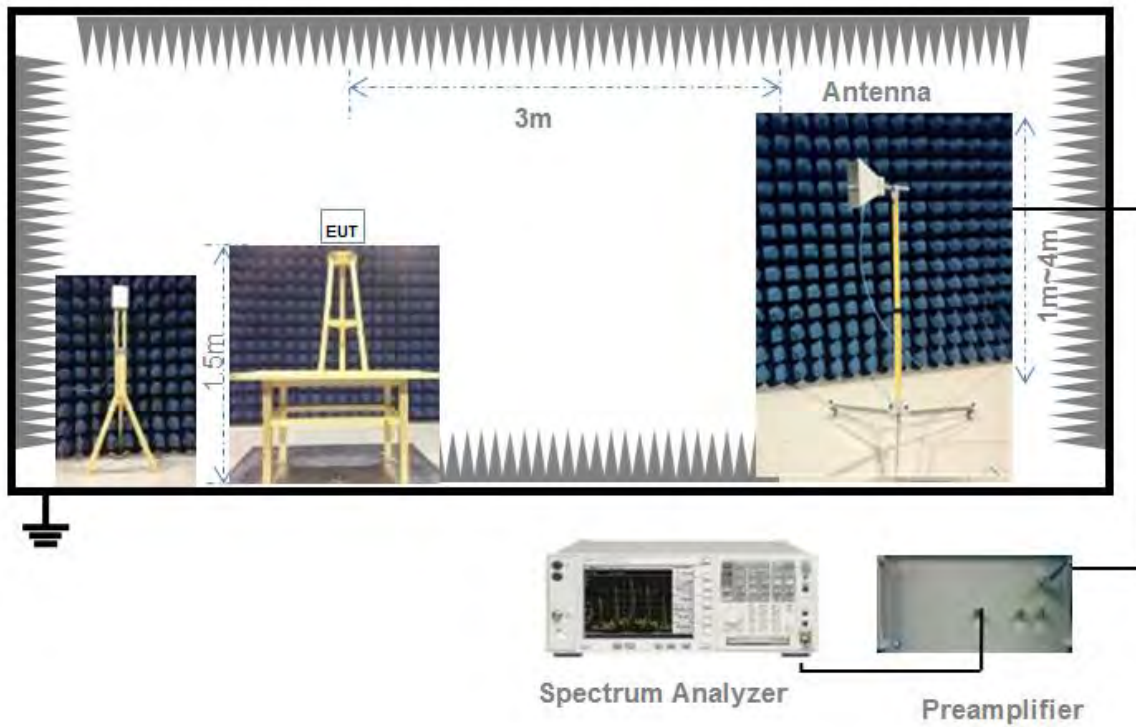 Antenna
3m
EUT
1.5m
1m~4m
Spectrum Analyzer
Preamplifier